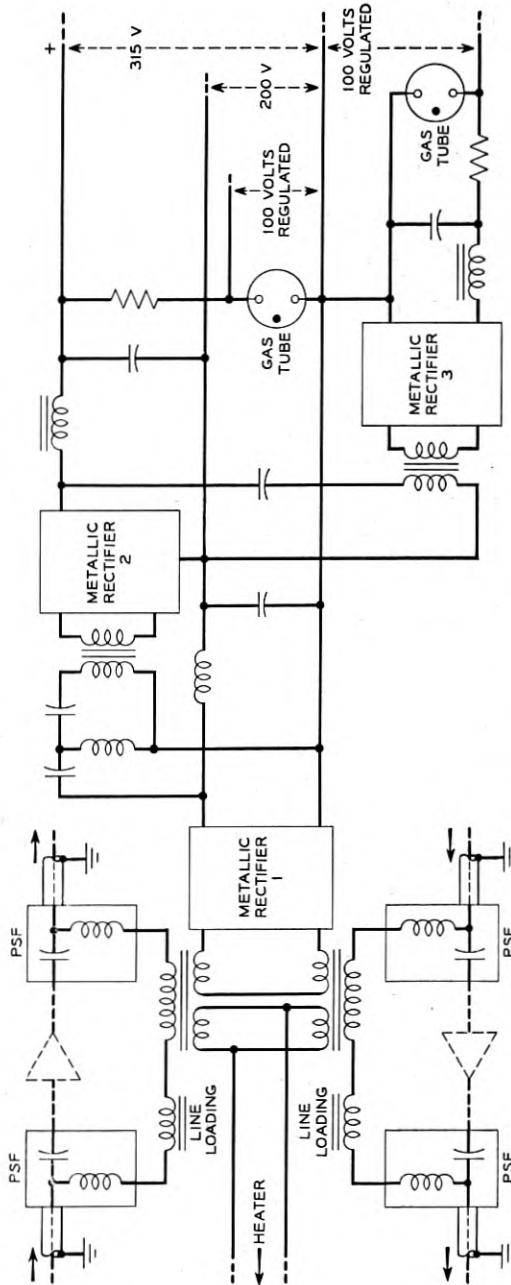 PSF
PSF
LINE
LOADING
HEATER
LINE
LOADING
PSF
PSF
METALLIC
RECTIFIER
1
METALLIC
RECTIFIER
2
METALLIC
RECTIFIER
3
GAS
TUBE
GAS
TUBE
+
315 V
200 V
100 VOLTS
REGULATED
100 VOLTS
REGULATED